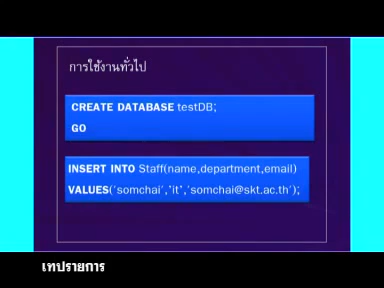 การใช้งานทั่วไป
CREATE DATABASE testDB;
GO
INSERT INTO Staff(name,department,email)
VALUES('somchai','it','somchai@skt.ac.th');
เทปรายการ